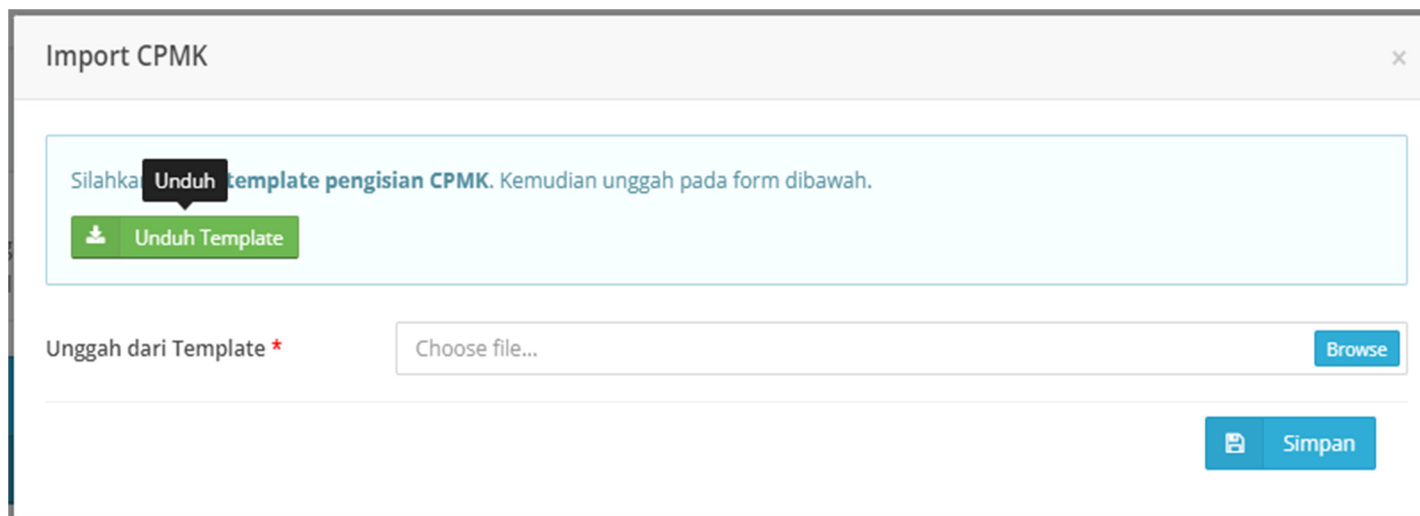 Import CPMK
×
Silahka template pengisian CPMK. Kemudian unggah pada form dibawah.
Unduh
Unduh Template
Unggah dari Template *
Choose file...
Browse
Simpan